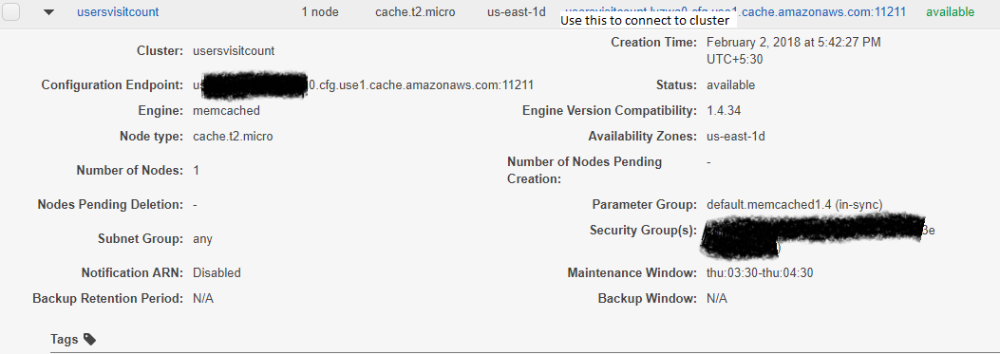 usersvisitcount 1 node cache.t2.micro us-east-1d cfg.use1.cache.amazonaws.com:11211 available
Use this to connect to cluster
Cluster: usersvisitcount
Creation Time: February 2, 2018 at 5:42:27 PM
UTC+5:30
Configuration Endpoint: 0.cfg.use1.cache.amazonaws.com:11211
Status: available
Engine: memcached
Engine Version Compatibility: 1.4.34
Node type: cache.t2.micro
Availability Zones: us-east-1d
Number of Nodes: 1
Number of Nodes Pending
Creation: -
Nodes Pending Deletion: -
Parameter Group: default.memcached1.4 (in-sync)
Subnet Group: any
Security Group(s): 3e
Notification ARN: Disabled
Maintenance Window: thu:03:30-thu:04:30
Backup Retention Period: N/A
Backup Window: N/A
Tags